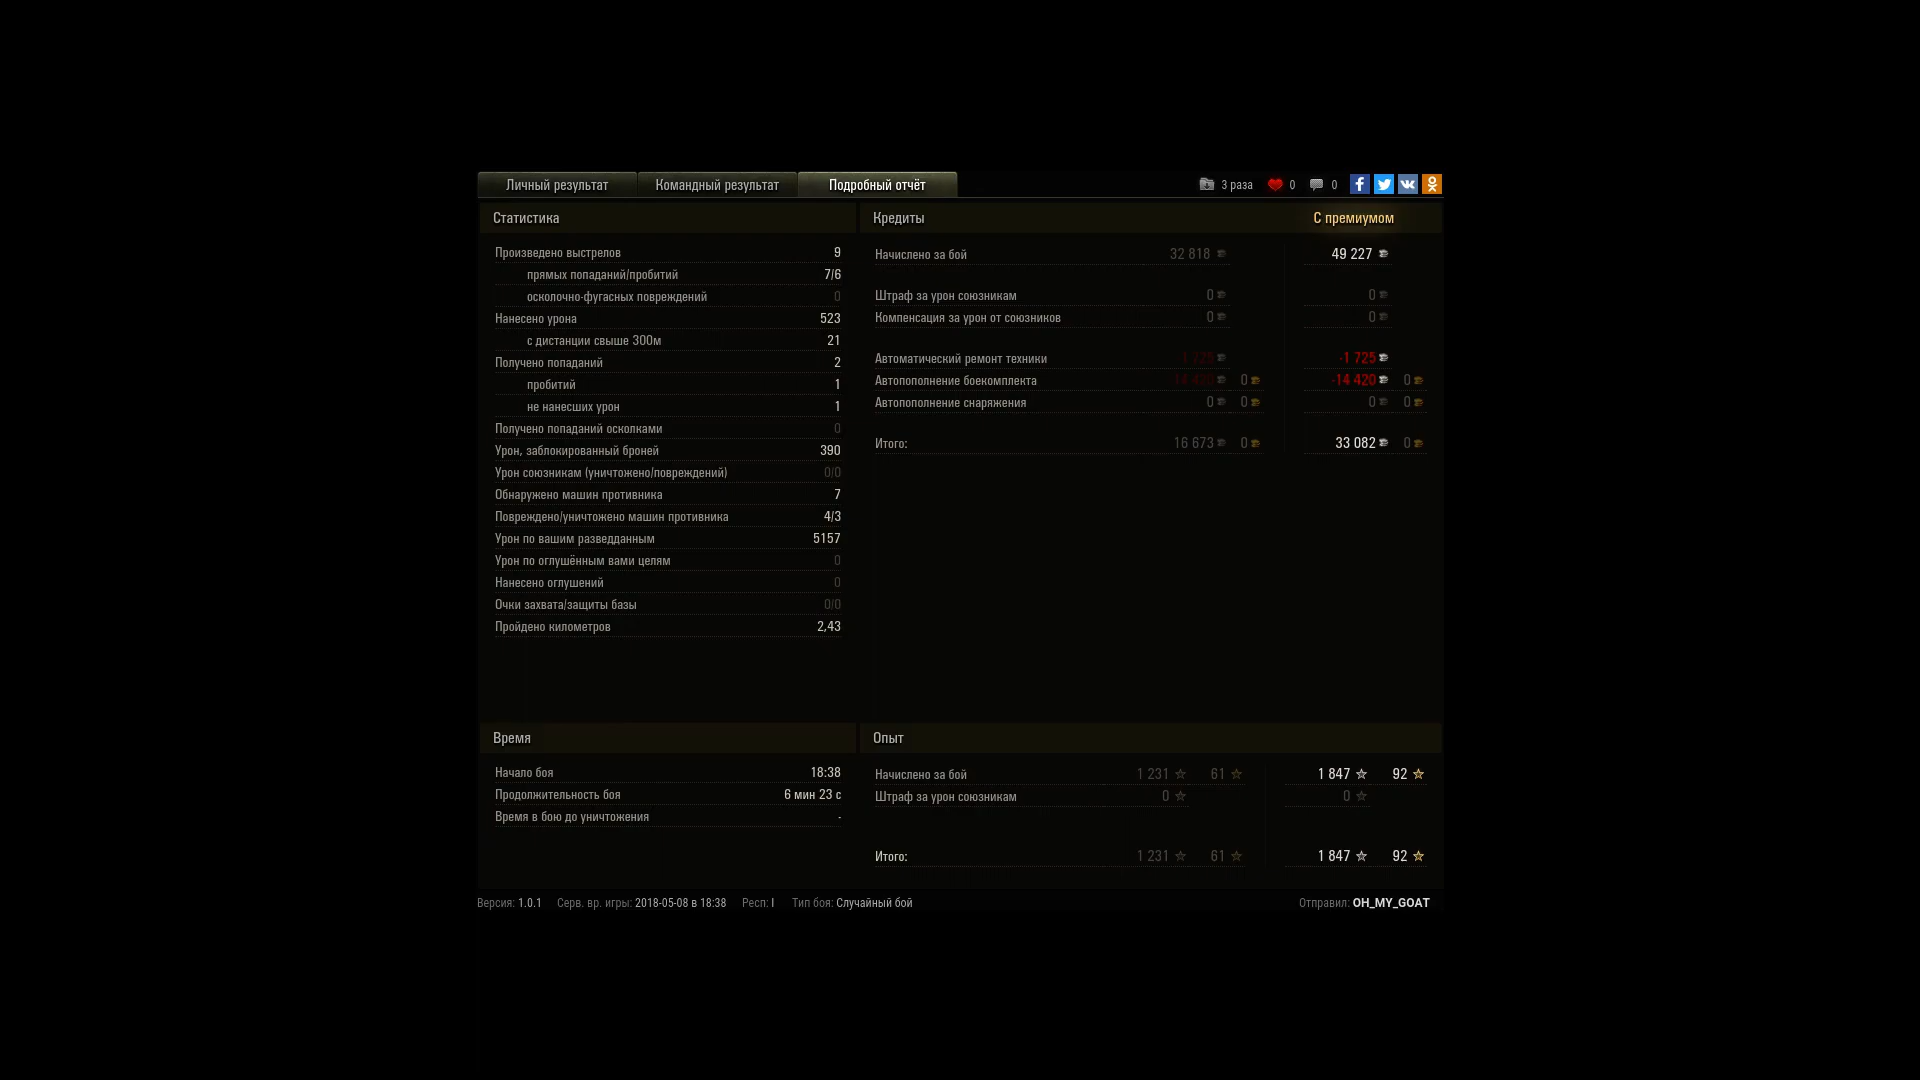 Личный результат Командный результат Подробный отчёт 3 раза 0 0
Статистика
Произведено выстрелов 9
прямых попаданий/пробитий 7/6
осколочно-фугасных повреждений 0
Нанесено урона 523
с дистанции свыше 300м 21
Получено попаданий 2
пробитий 1
не нанесших урон 1
Получено попаданий осколками 0
Урон, заблокированный броней 390
Урон союзникам (уничтожено/повреждений) 0/0
Обнаружено машин противника 7
Повреждено/уничтожено машин противника 4/3
Урон по вашим разведданным 5157
Урон по оглушённым вами целям 0
Нанесено оглушений 0
Очки захвата/защиты базы 0/0
Пройдено километров 2,43
Кредиты С премиумом
Начислено за бой 32 818 49 227
Штраф за урон союзникам 0 0
Компенсация за урон от союзников 0 0
Автоматический ремонт техники -1 725 -1 725
Автопополнение боекомплекта -14 420 0 -14 420 0
Автопополнение снаряжения 0 0 0 0
Итого: 16 673 0 33 082 0
Время
Начало боя 18:38
Продолжительность боя 6 мин 23 с
Время в бою до уничтожения -
Опыт
Начислено за бой 1 231 61 1 847 92
Штраф за урон союзникам 0 0
Итого: 1 231 61 1 847 92
Версия: 1.0.1 Серв. вр. игры: 2018-05-08 в 18:38 Респ: I Тип боя: Случайный бой Отправил: OH_MY_GOAT